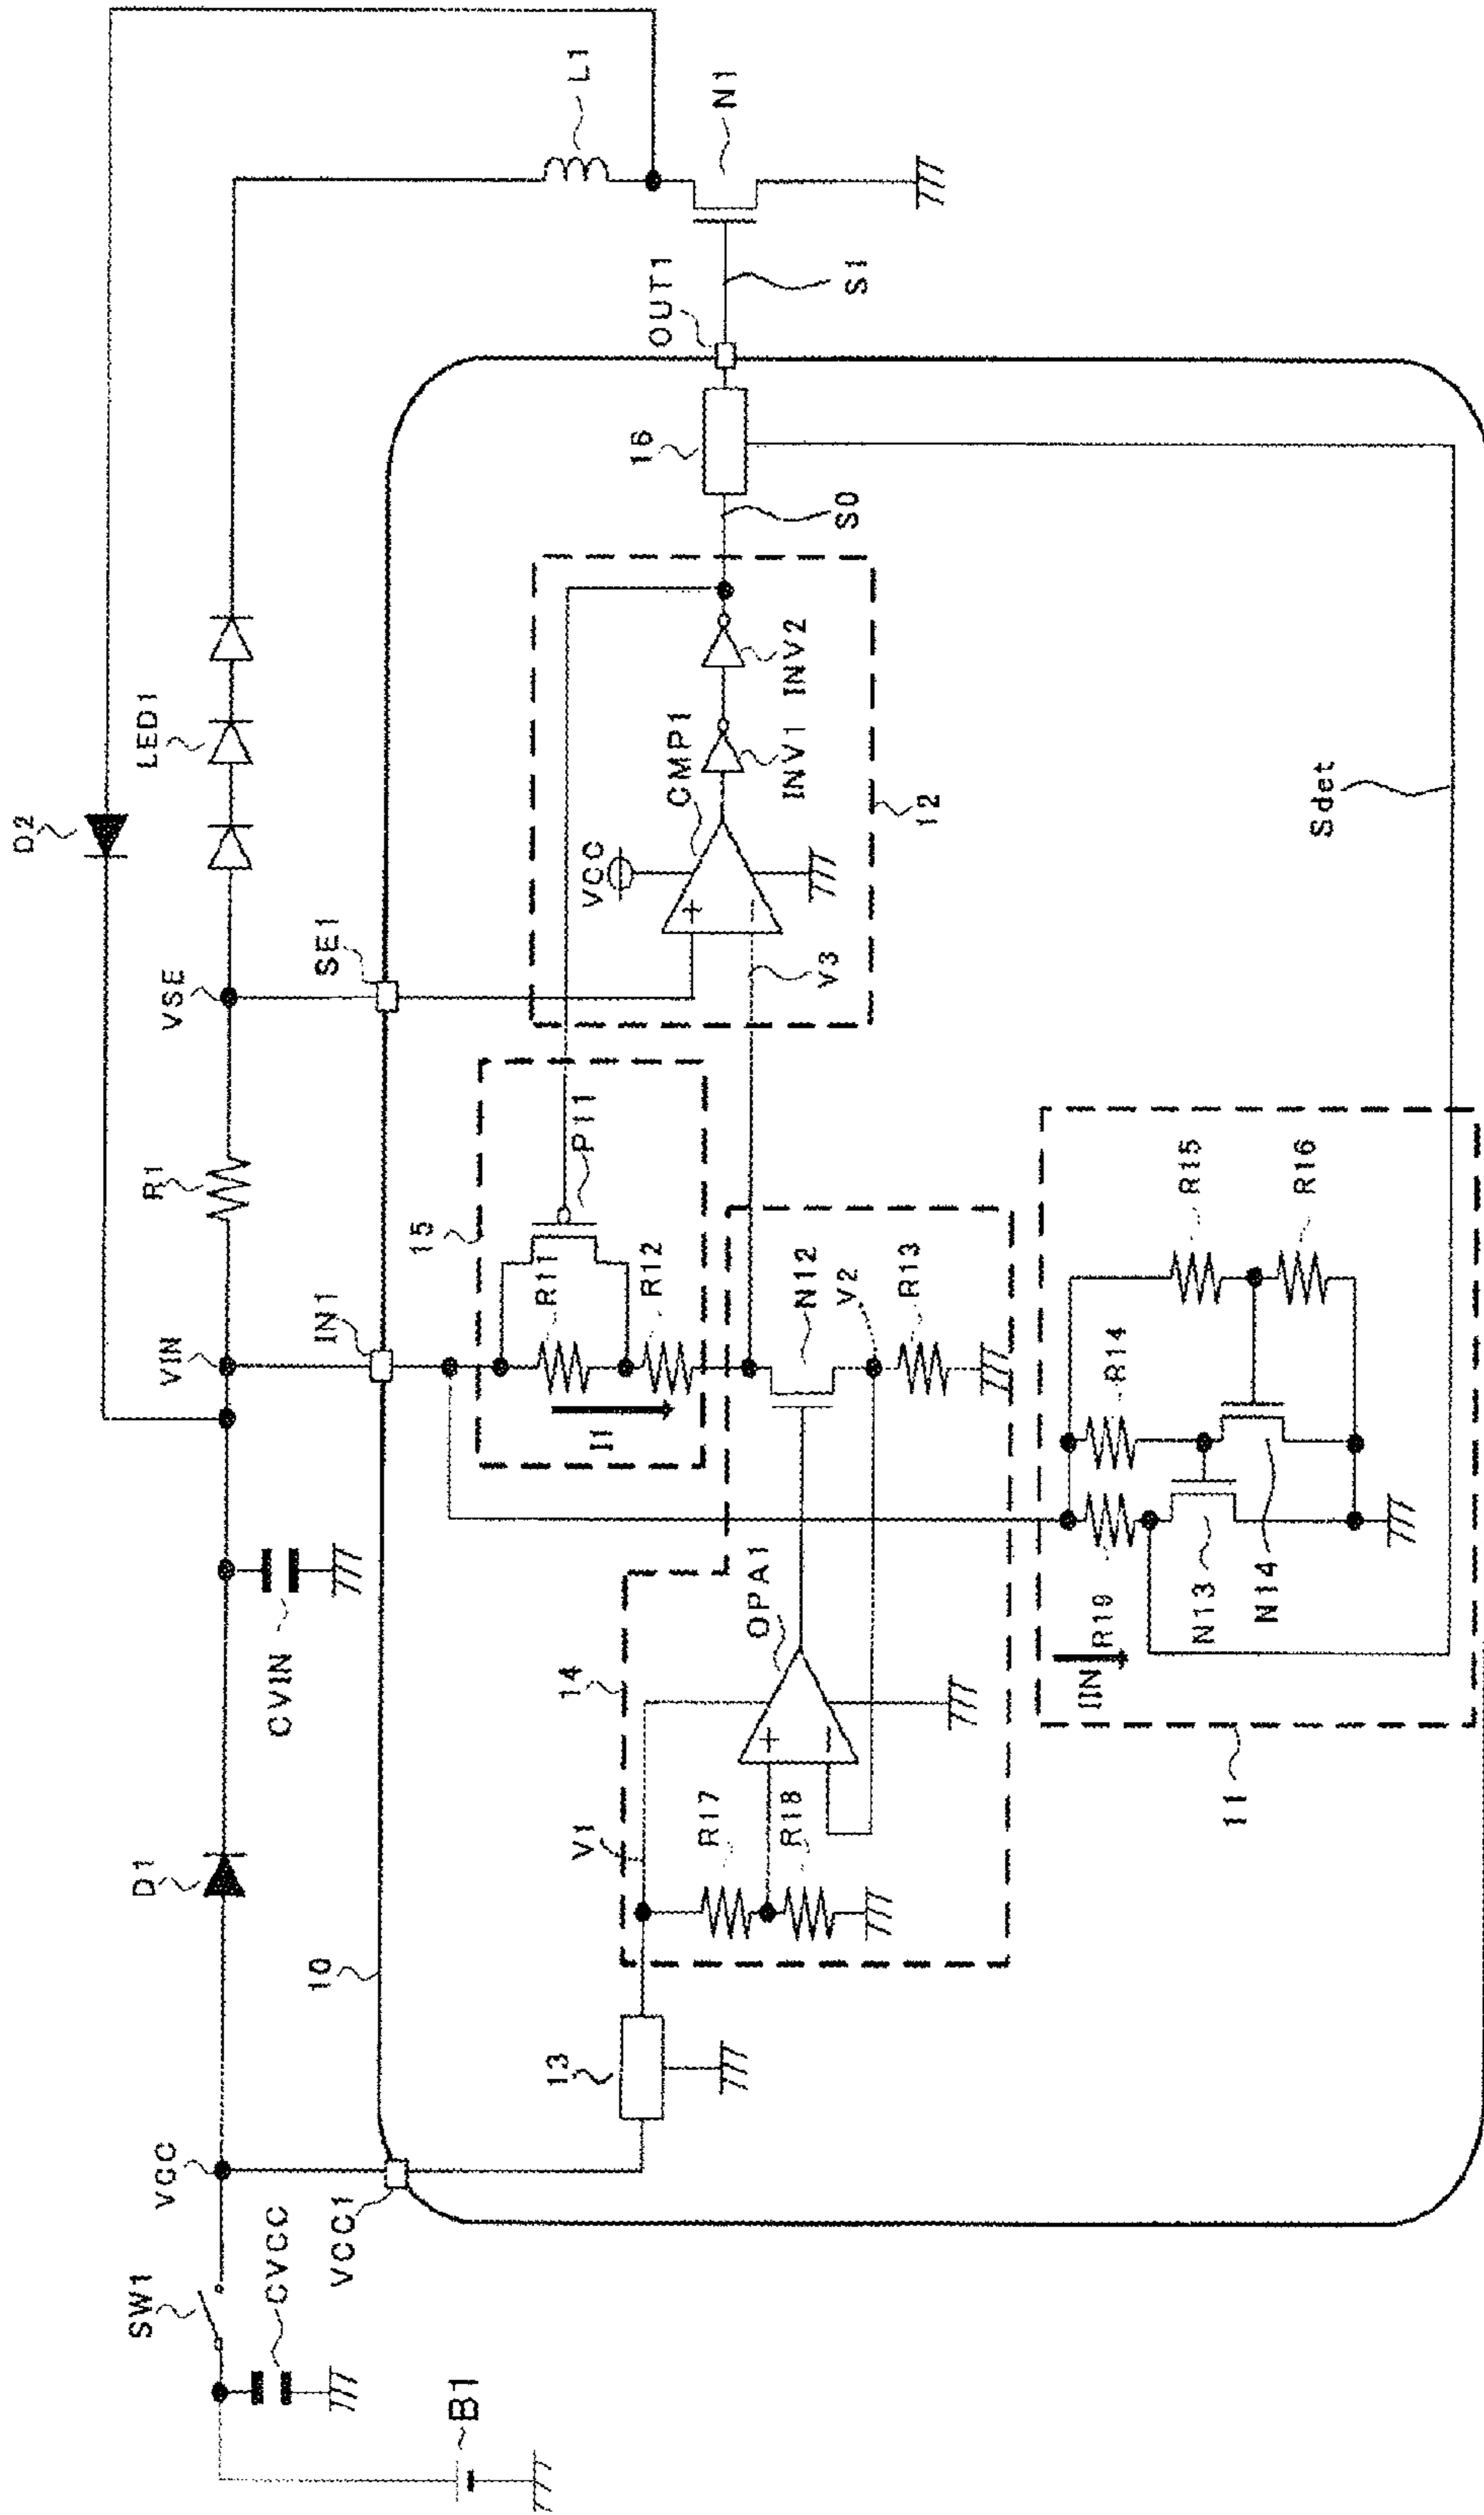 D2
LED1
L1
N1
VSE
R1
VIN
D1
CVIN
VCC
SW1
CVCC
B1
VCC1
10
IN1
SE1
OUT1
S1
16
S0
15
P11
R11
R12
I1
VCC
CMP1
INV1
INV2
12
V3
13
14
V1
R17
R18
OPA1
N12
V2
R13
Sdet
11
IIN
R19
R14
R15
R16
N13
N14
+
−
+
−